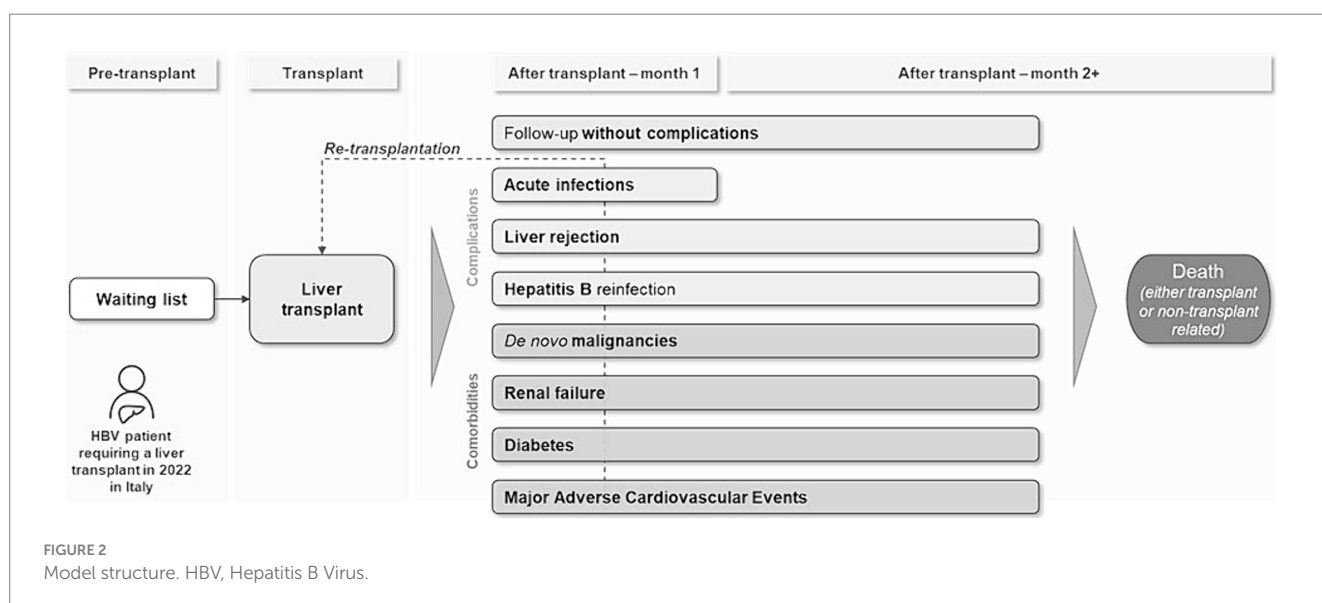 Pre-transplant
Transplant
After transplant – month 1
After transplant – month 2+
Follow-up without complications
Re-transplantation
Acute infections
Complications
Liver rejection
Waiting list
Liver
transplant
Hepatitis B reinfection
Death
(either transplant
or non-transplant
related)
De novo malignancies
Comorbidities
Renal failure
HBV patient
requiring a liver
transplant in 2022
in Italy
Diabetes
Major Adverse Cardiovascular Events
FIGURE 2
Model structure. HBV, Hepatitis B Virus.